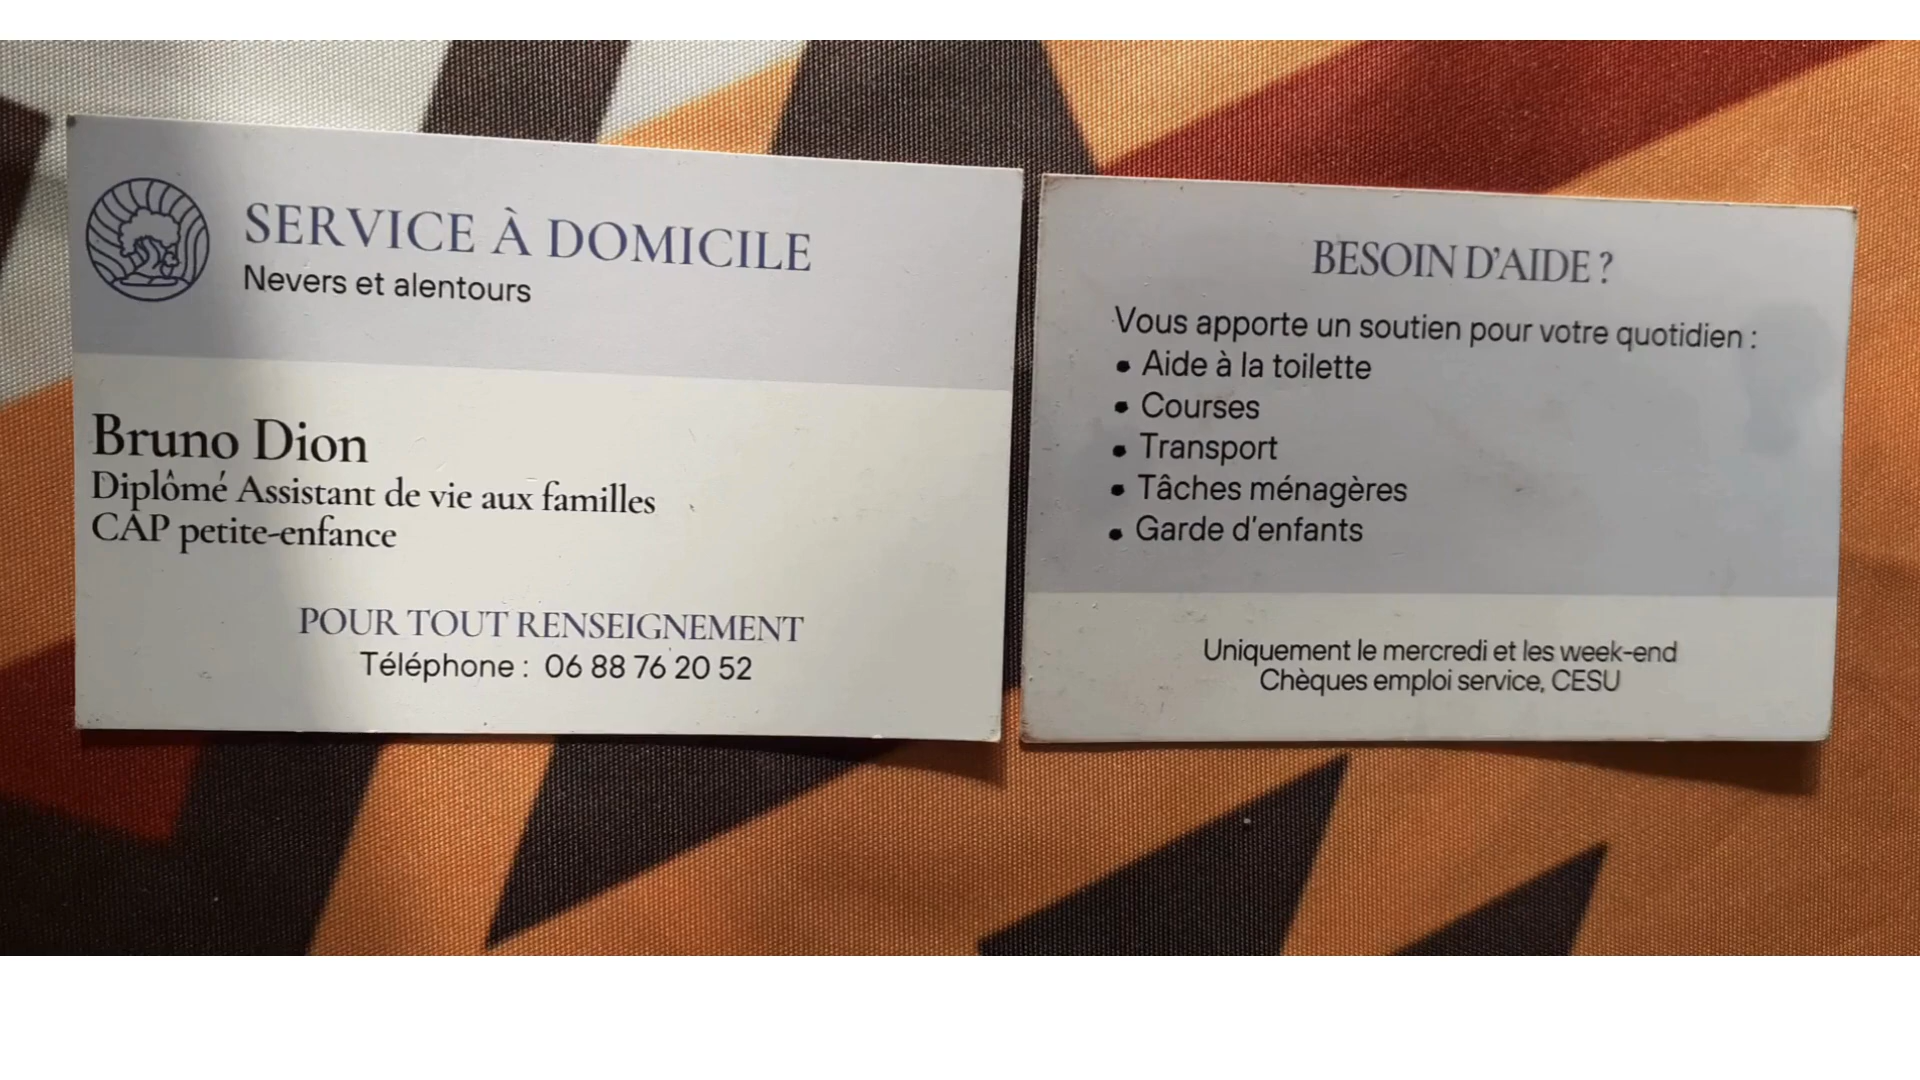 SERVICE À DOMICILE
Nevers et alentours
Bruno Dion
Diplômé Assistant de vie aux familles
CAP petite-enfance
POUR TOUT RENSEIGNEMENT
Téléphone : 06 88 76 20 52
BESOIN D'AIDE ?
Vous apporte un soutien pour votre quotidien :
• Aide à la toilette
• Courses
• Transport
• Tâches ménagères
• Garde d'enfants
Uniquement le mercredi et les week-end
Chèques emploi service, CESU